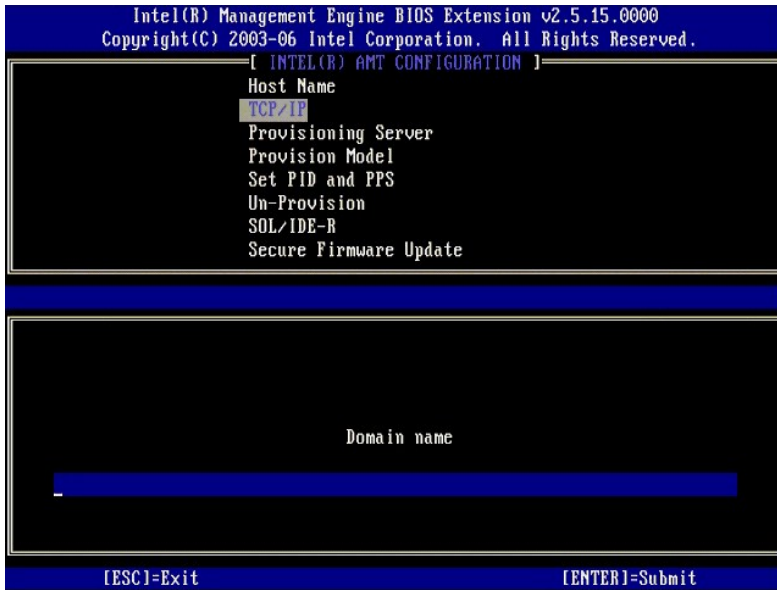 Intel(R) Management Engine BIOS Extension v2.5.15.0000
Copyright(C) 2003-06 Intel Corporation. All Rights Reserved.
[ INTEL(R) AMT CONFIGURATION ]
Host Name
TCP/IP
Provisioning Server
Provision Model
Set PID and PPS
Un-Provision
SOL/IDE-R
Secure Firmware Update
Domain name
[ESC]=Exit [ENTER]=Submit